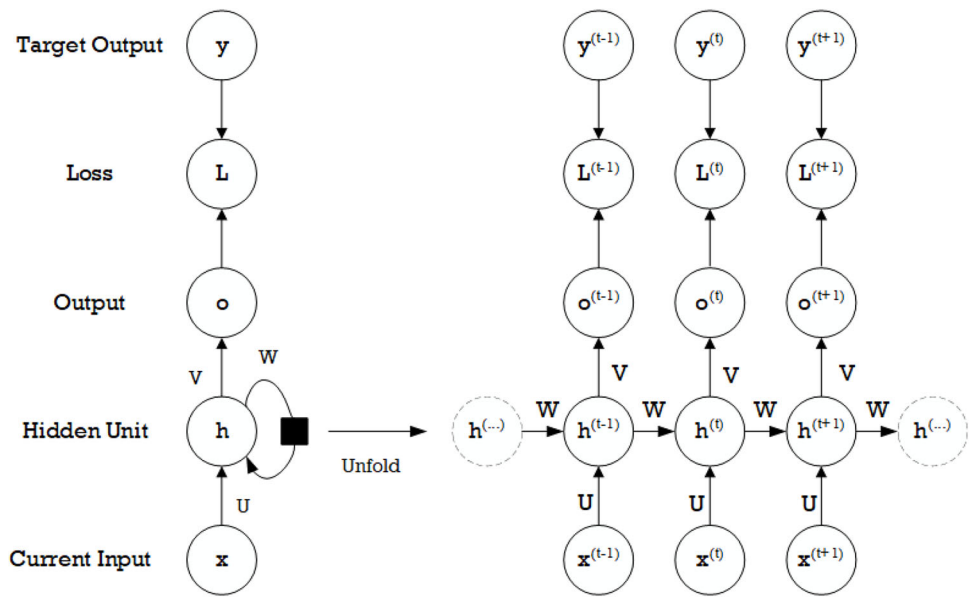 Target Output y y(t-1) y(t) y(t+1)
Loss L L(t-1) L(t) L(t+1)
Output o o(t-1) o(t) o(t+1)
W
V V V V
W W W W
Hidden Unit h h(...) h(t-1) h(t) h(t+1) h(...)
Unfold
U U U U
Current Input x x(t-1) x(t) x(t+1)